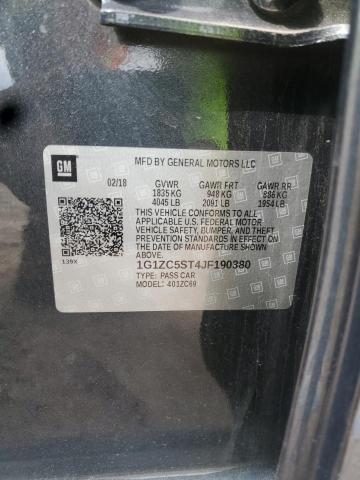 GM
MFD BY GENERAL MOTORS LLC
02/18 GVWR GAWR FRT GAWR RR
1835 KG 948 KG 886 KG
4045 LB 2091 LB 1954 LB
THIS VEHICLE CONFORMS TO ALL
APPLICABLE U.S. FEDERAL MOTOR
VEHICLE SAFETY, BUMPER, AND THEFT
PREVENTION STANDARDS IN EFFECT ON
THE DATE OF MANUFACTURE SHOWN
ABOVE.
139X
1G1ZC5ST4JF190380
TYPE: PASS CAR
MODEL: 401ZC69